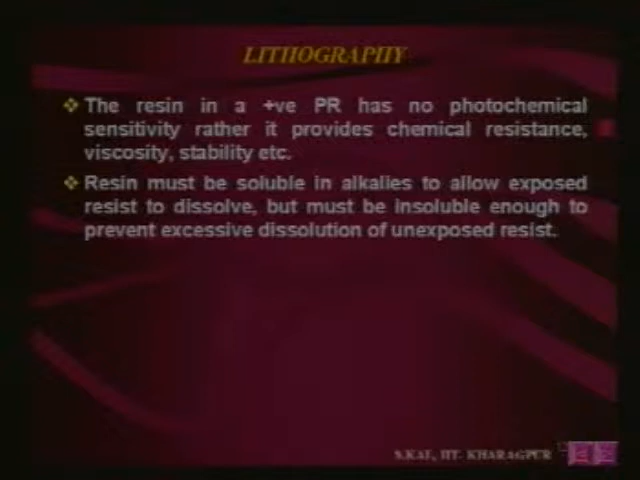 LITHOGRAPHY
❖ The resin in a +ve PR has no photochemical
sensitivity rather it provides chemical resistance,
viscosity, stability etc.
❖ Resin must be soluble in alkalies to allow exposed
resist to dissolve, but must be insoluble enough to
prevent excessive dissolution of unexposed resist.
IIT- KHARAGPUR